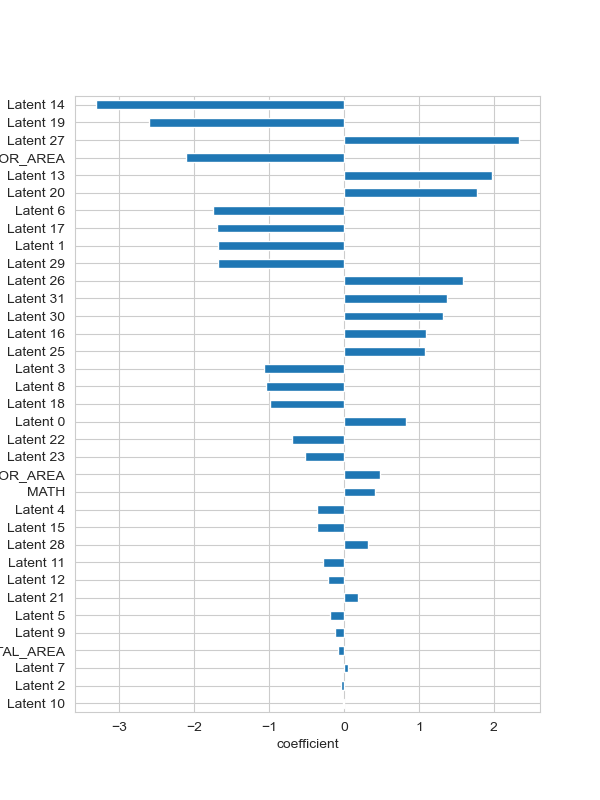 Latent 14
Latent 19
Latent 27
OR_AREA
Latent 13
Latent 20
Latent 6
Latent 17
Latent 1
Latent 29
Latent 26
Latent 31
Latent 30
Latent 16
Latent 25
Latent 3
Latent 8
Latent 18
Latent 0
Latent 22
Latent 23
OR_AREA
MATH
Latent 4
Latent 15
Latent 28
Latent 11
Latent 12
Latent 21
Latent 5
Latent 9
TAL_AREA
Latent 7
Latent 2
Latent 10
−3 −2 −1 0 1 2
coefficient